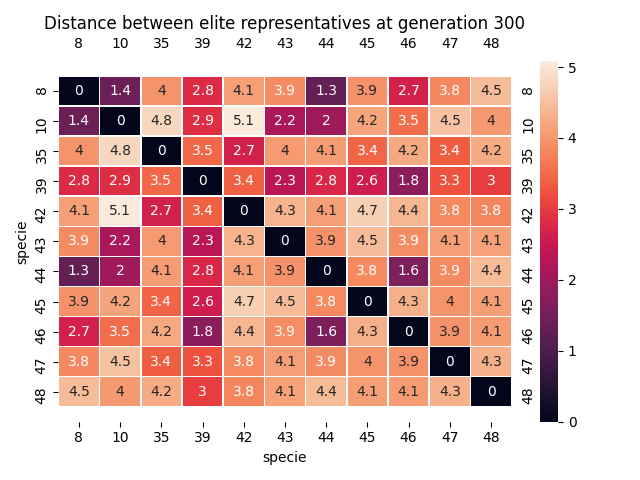 Distance between elite representatives at generation 300
8 10 35 39 42 43 44 45 46 47 48
8 0 1.4 4 2.8 4.1 3.9 1.3 3.9 2.7 3.8 4.5 8
10 1.4 0 4.8 2.9 5.1 2.2 2 4.2 3.5 4.5 4 10
35 4 4.8 0 3.5 2.7 4 4.1 3.4 4.2 3.4 4.2 35
39 2.8 2.9 3.5 0 3.4 2.3 2.8 2.6 1.8 3.3 3 39
42 4.1 5.1 2.7 3.4 0 4.3 4.1 4.7 4.4 3.8 3.8 42
43 3.9 2.2 4 2.3 4.3 0 3.9 4.5 3.9 4.1 4.1 43
44 1.3 2 4.1 2.8 4.1 3.9 0 3.8 1.6 3.9 4.4 44
45 3.9 4.2 3.4 2.6 4.7 4.5 3.8 0 4.3 4 4.1 45
46 2.7 3.5 4.2 1.8 4.4 3.9 1.6 4.3 0 3.9 4.1 46
47 3.8 4.5 3.4 3.3 3.8 4.1 3.9 4 3.9 0 4.3 47
48 4.5 4 4.2 3 3.8 4.1 4.4 4.1 4.1 4.3 0 48
8 10 35 39 42 43 44 45 46 47 48
specie
specie
5
4
3
2
1
0